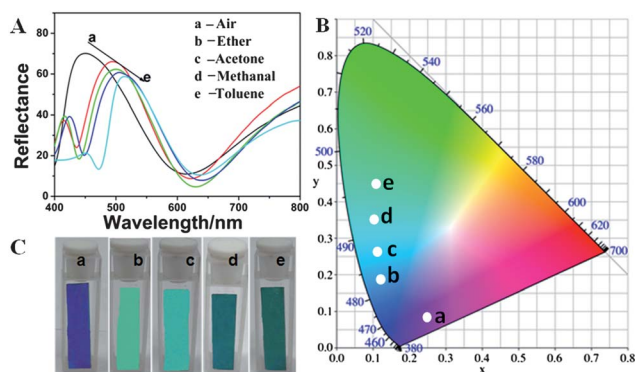 A
Reflectance
80
60
40
20
0
400
500
600
700
800
Wavelength/nm
a
e
a – Air
b – Ether
c – Acetone
d – Methanal
e – Toluene
C
a
b
c
d
e
B
0.8
0.7
0.6
0.5
y
0.4
0.3
0.2
0.1
0.0
0.0 0.1 0.2 0.3 0.4 0.5 0.6 0.7 0.8
x
520
540
560
580
600
620
700
500
490
480
470
460
380
e
d
c
b
a